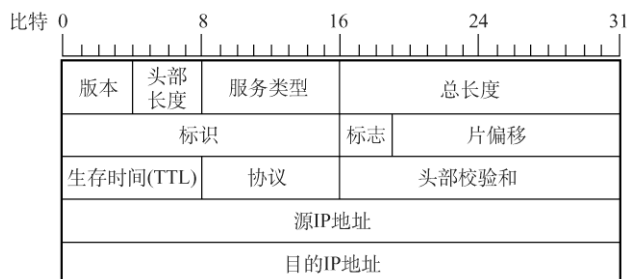 比特 0 8 16 24 31
版本 头部长度 服务类型 总长度
标识 标志 片偏移
生存时间(TTL) 协议 头部校验和
源IP地址
目的IP地址